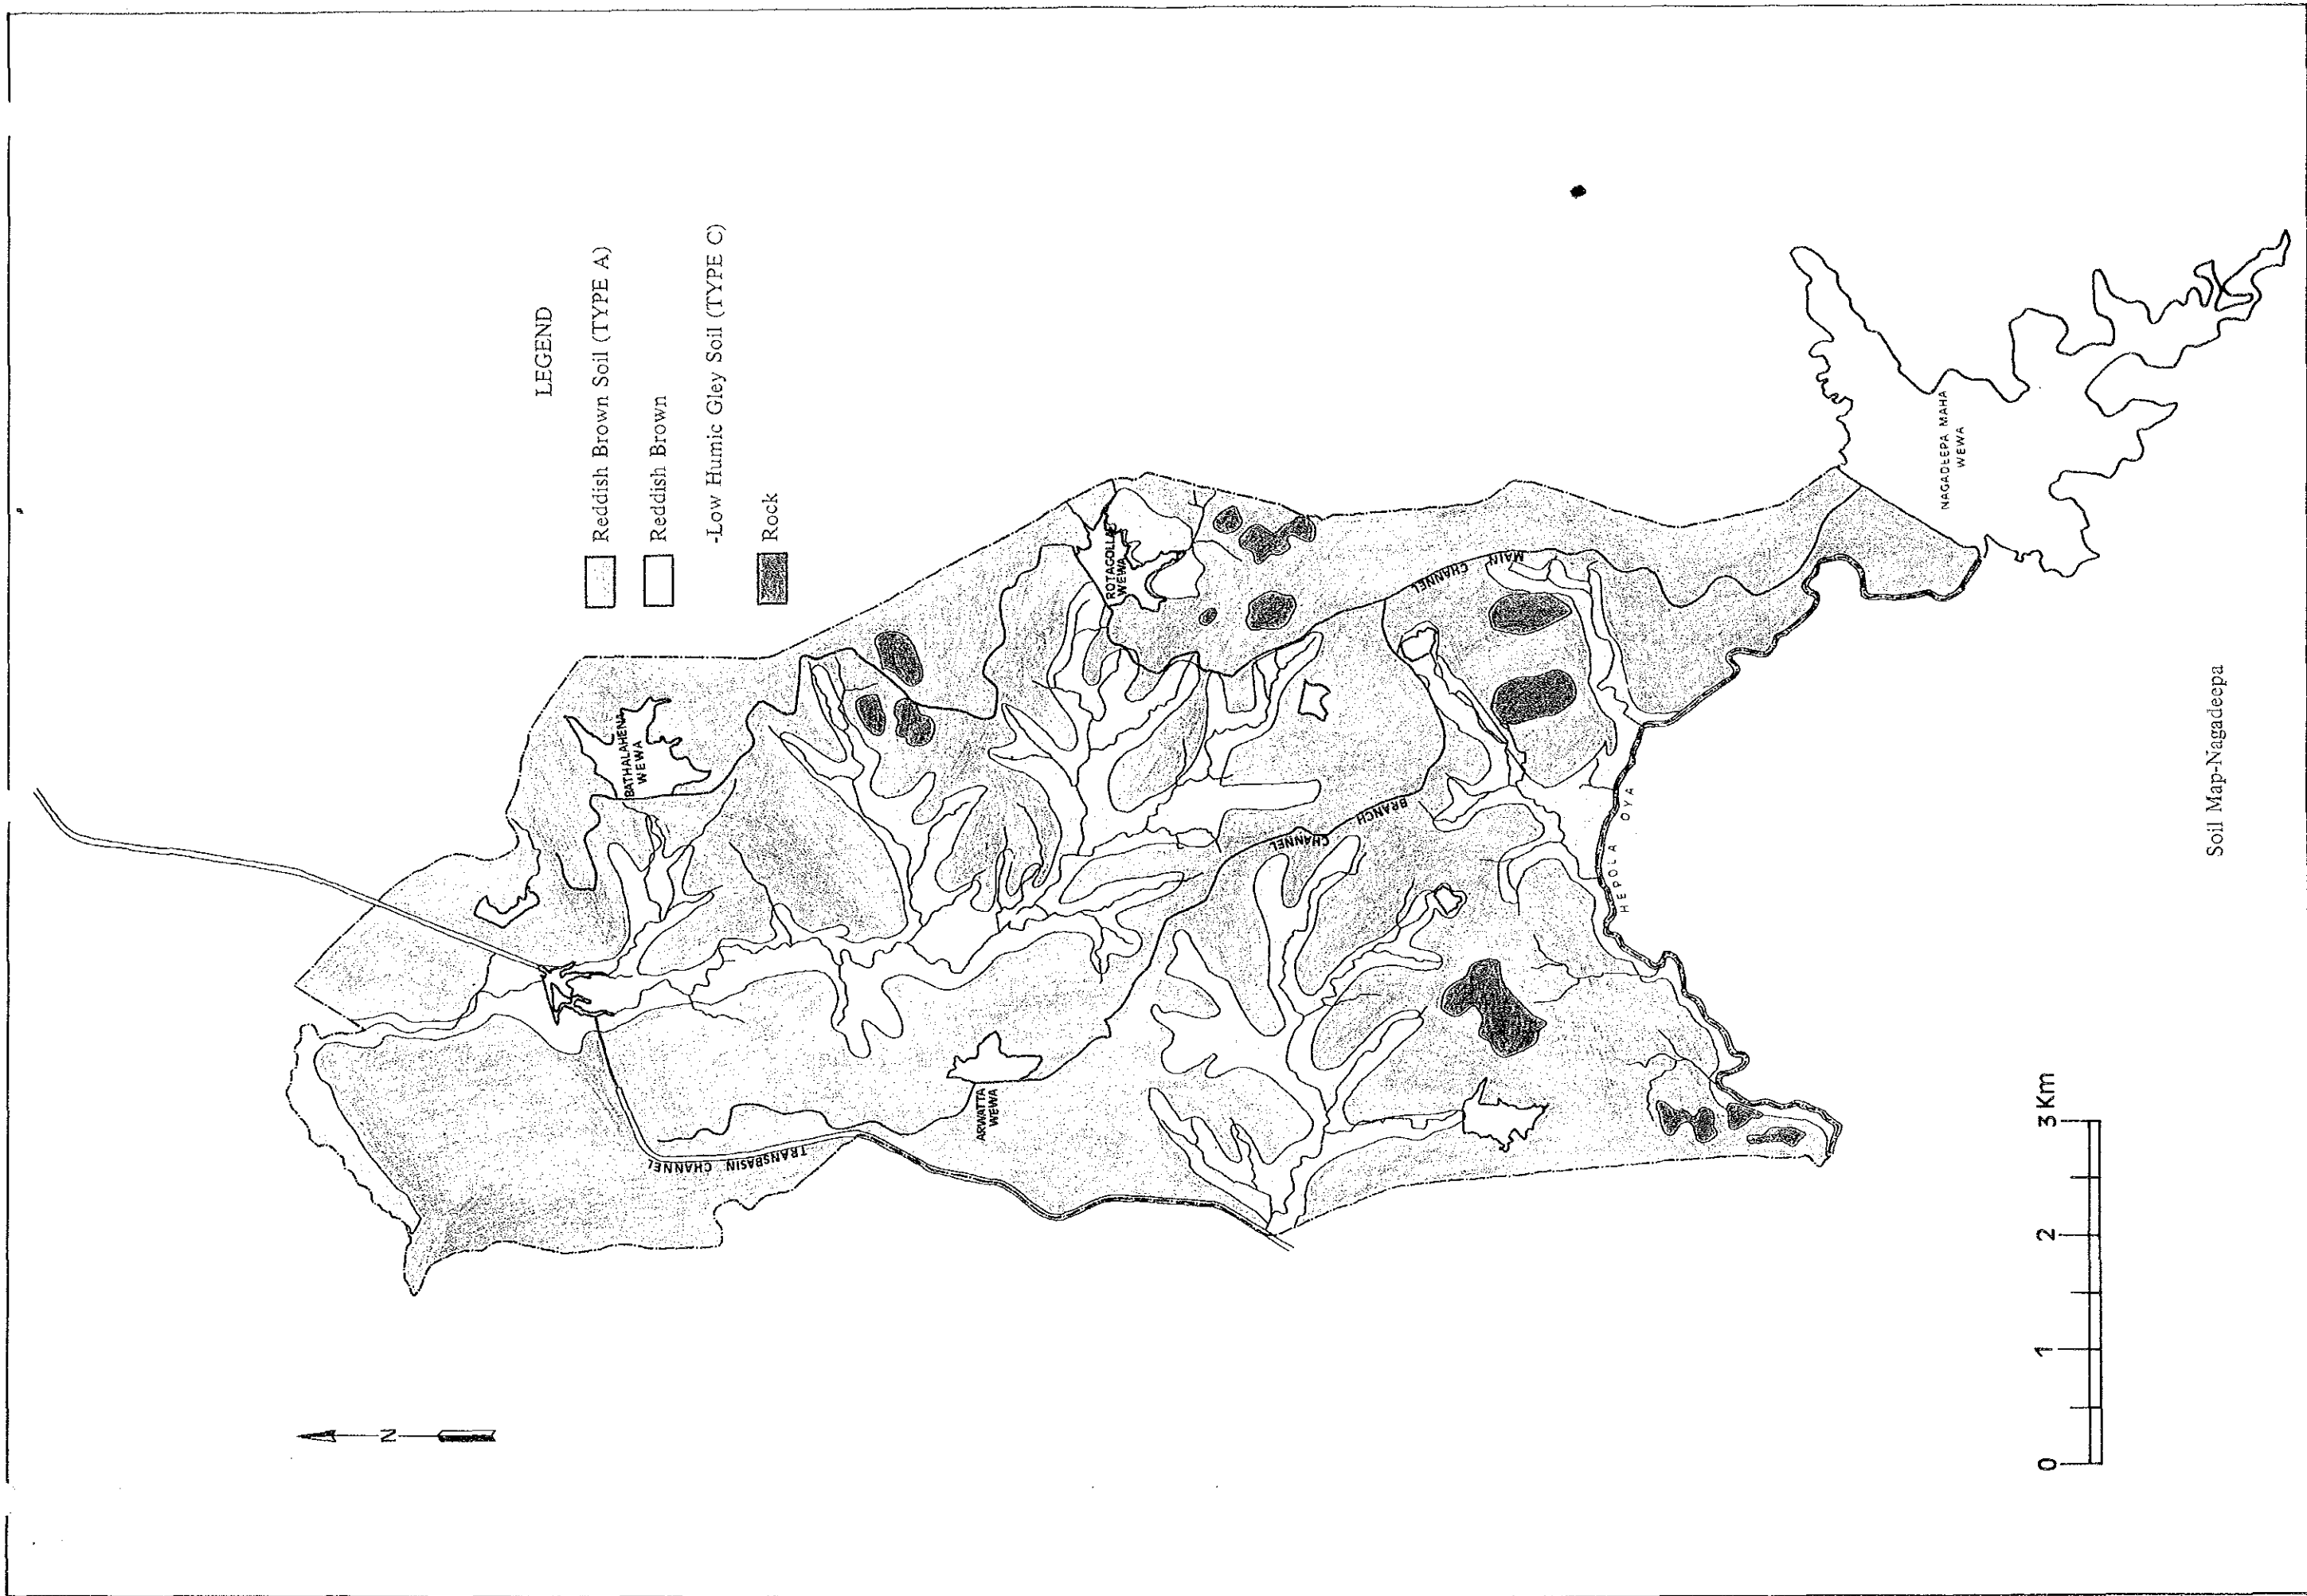 LEGEND
Reddish Brown Soil (TYPE A)
Reddish Brown
-Low Humic Gley Soil (TYPE C)
Rock
N
BATHALAHENA
WEWA
ROTAGOLLAE
WEWA
MAIN
CHANNEL
NAGADEEPA MAHA
WEWA
BRANCH
CHANNEL
HEPOLA OYA
ARWATTA
WEWA
TRANSBASIN CHANNEL
0 1 2 3 Km
Soil Map-Nagadeepa